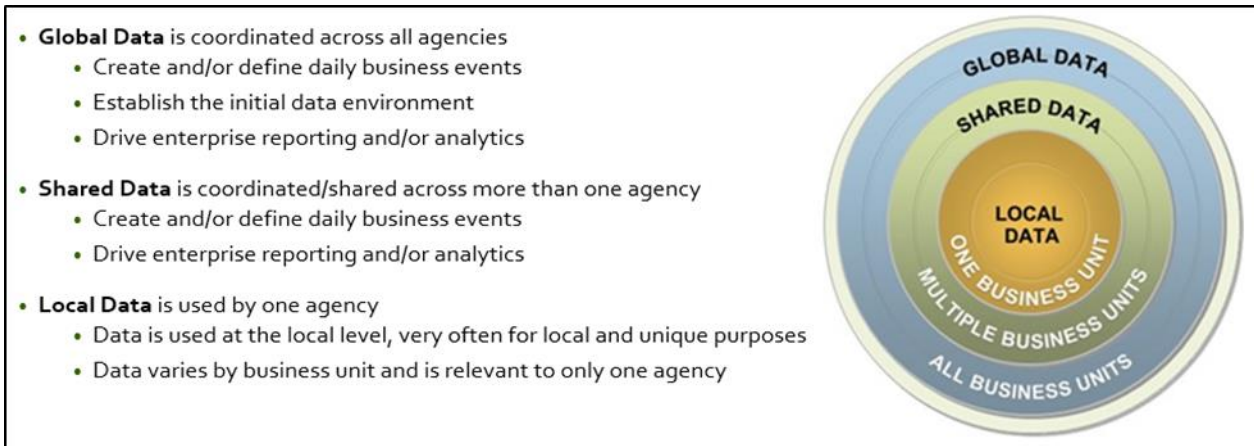 • Global Data is coordinated across all agencies
• Create and/or define daily business events
• Establish the initial data environment
• Drive enterprise reporting and/or analytics
• Shared Data is coordinated/shared across more than one agency
• Create and/or define daily business events
• Drive enterprise reporting and/or analytics
• Local Data is used by one agency
• Data is used at the local level, very often for local and unique purposes
• Data varies by business unit and is relevant to only one agency
GLOBAL DATA
SHARED DATA
LOCAL
DATA
ONE BUSINESS UNIT
MULTIPLE BUSINESS UNITS
ALL BUSINESS UNITS